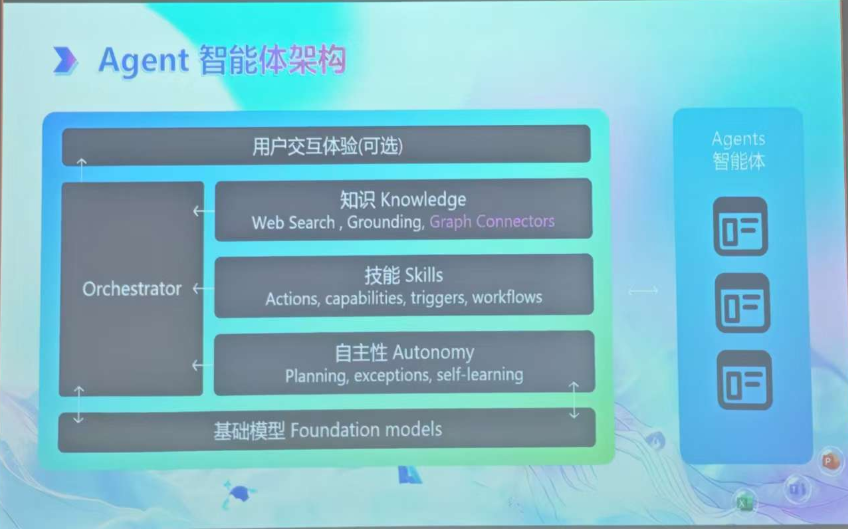 Agent 智能体架构
用户交互体验(可选)
Orchestrator
知识 Knowledge
Web Search , Grounding, Graph Connectors
技能 Skills
Actions, capabilities, triggers, workflows
自主性 Autonomy
Planning, exceptions, self-learning
基础模型 Foundation models
Agents
智能体